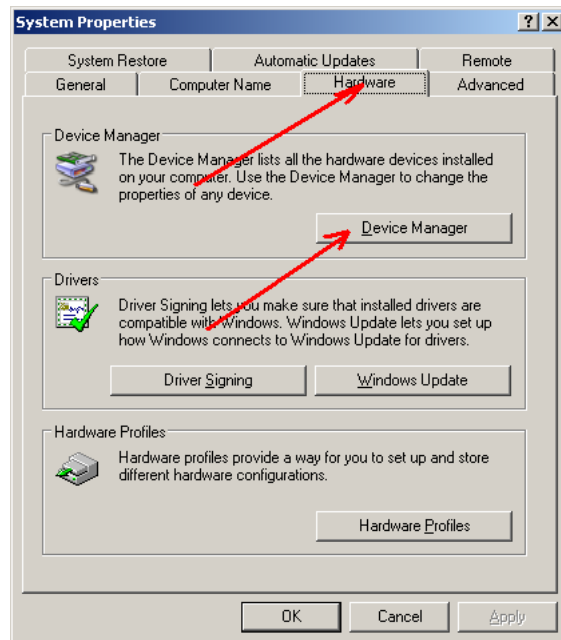 System Properties
System Restore Automatic Updates Remote
General Computer Name Hardware Advanced
Device Manager
The Device Manager lists all the hardware devices installed
on your computer. Use the Device Manager to change the
properties of any device.
Device Manager
Drivers
Driver Signing lets you make sure that installed drivers are
compatible with Windows. Windows Update lets you set up
how Windows connects to Windows Update for drivers.
Driver Signing Windows Update
Hardware Profiles
Hardware profiles provide a way for you to set up and store
different hardware configurations.
Hardware Profiles
OK Cancel Apply